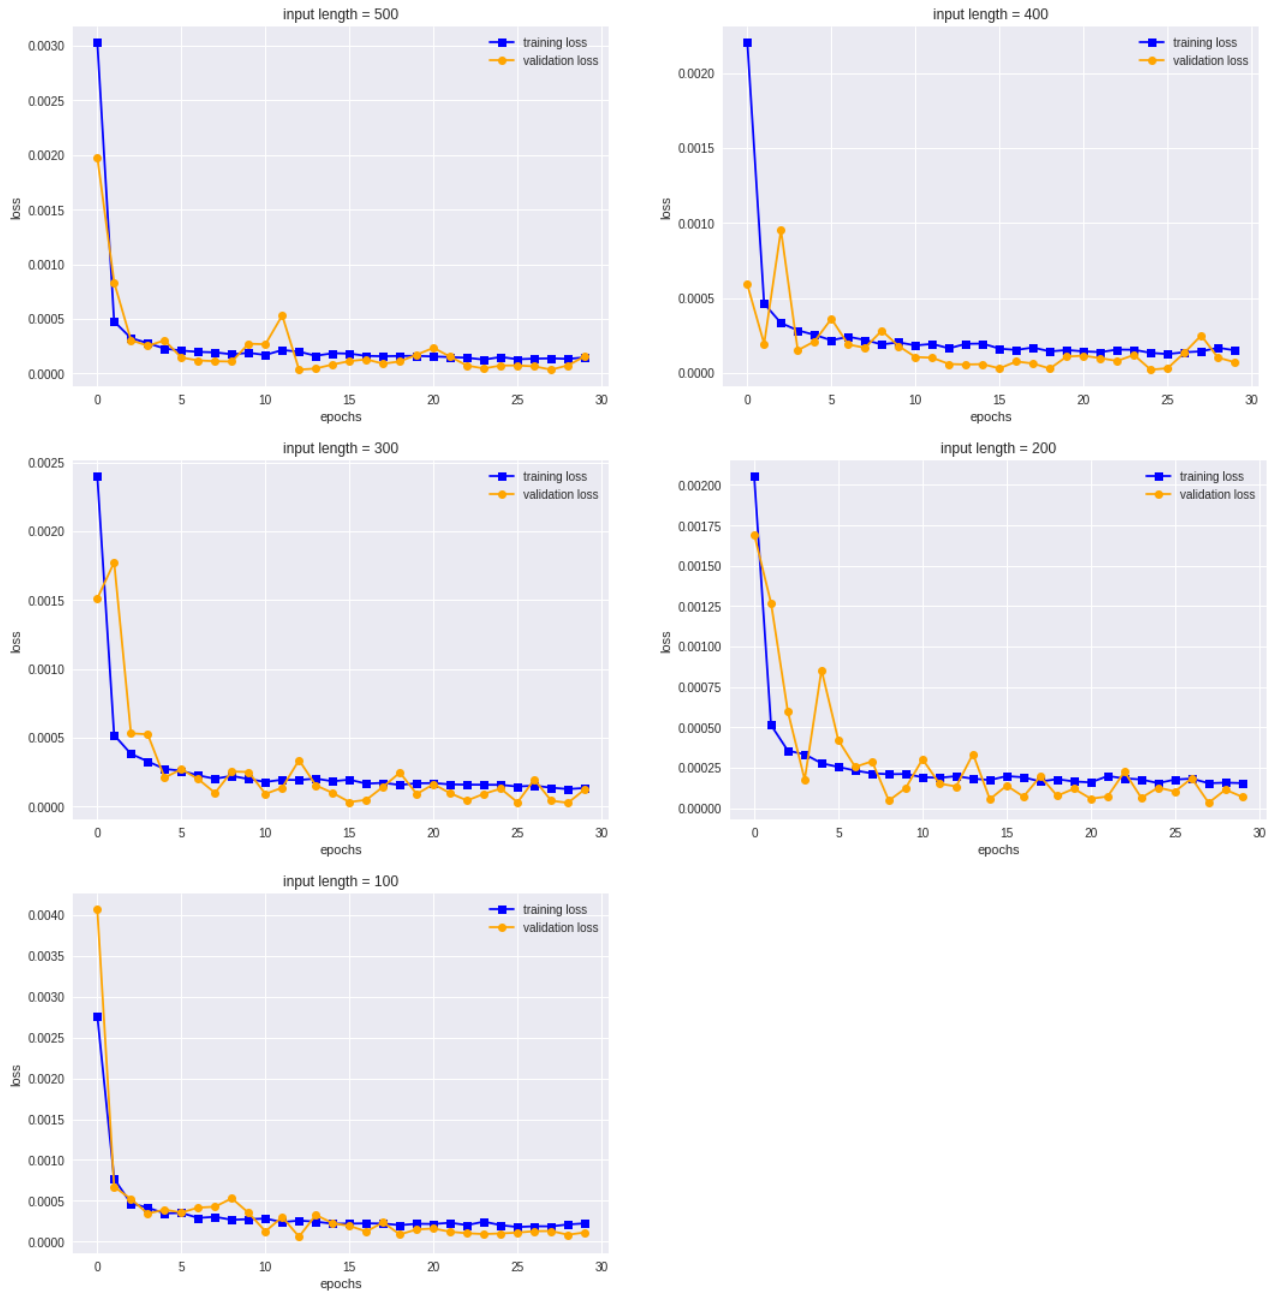 input length = 500
training loss
validation loss
0.0030
0.0025
0.0020
0.0015
0.0010
0.0005
0.0000
loss
0 5 10 15 20 25 30
epochs
input length = 400
training loss
validation loss
0.0020
0.0015
0.0010
0.0005
0.0000
loss
0 5 10 15 20 25 30
epochs
input length = 300
training loss
validation loss
0.0025
0.0020
0.0015
0.0010
0.0005
0.0000
loss
0 5 10 15 20 25 30
epochs
input length = 200
training loss
validation loss
0.00200
0.00175
0.00150
0.00125
0.00100
0.00075
0.00050
0.00025
0.00000
loss
0 5 10 15 20 25 30
epochs
input length = 100
training loss
validation loss
0.0040
0.0035
0.0030
0.0025
0.0020
0.0015
0.0010
0.0005
0.0000
loss
0 5 10 15 20 25 30
epochs